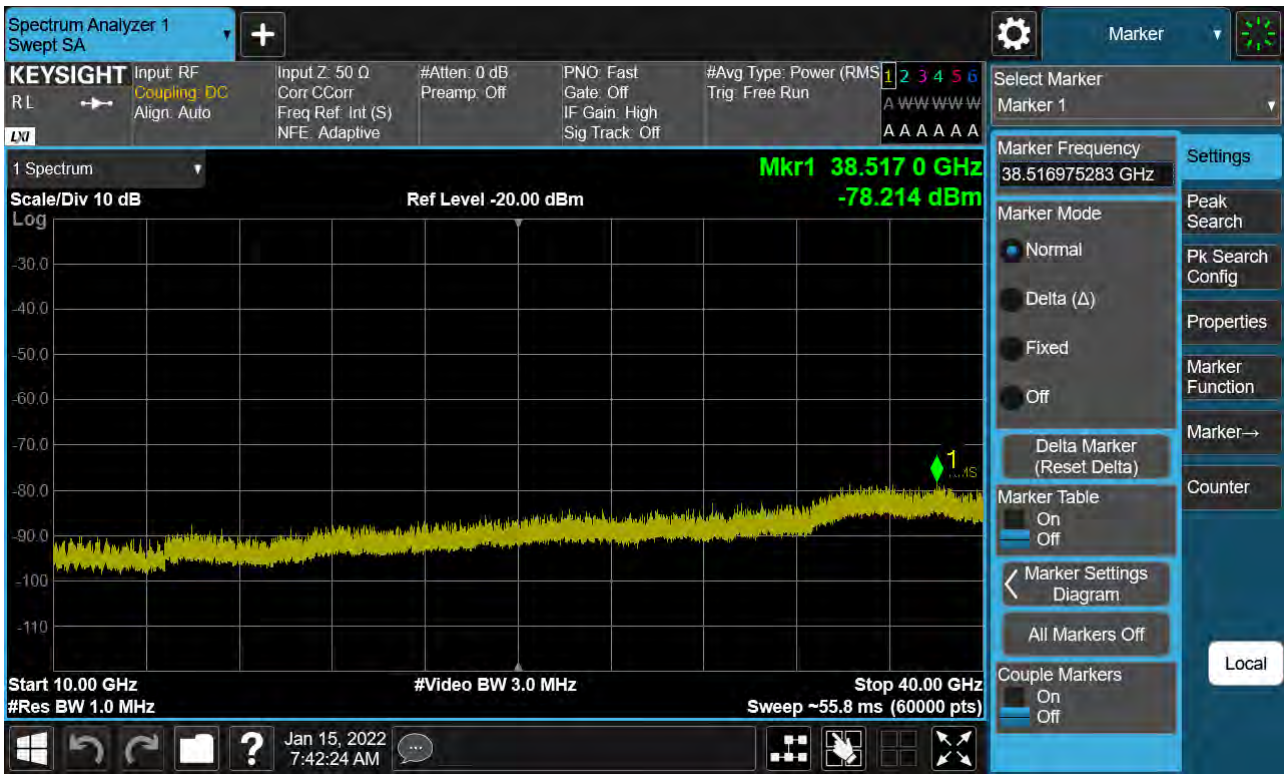 Spectrum Analyzer 1
Swept SA
Marker
KEYSIGHT
R L
LXI
Input: RF
Coupling: DC
Align: Auto
Input Z: 50 Ω
Corr CCorr
Freq Ref: Int (S)
NFE: Adaptive
#Atten: 0 dB
Preamp: Off
PNO: Fast
Gate: Off
IF Gain: High
Sig Track: Off
#Avg Type: Power (RMS
Trig: Free Run
1 2 3 4 5 6
A W W W W W
A A A A A A
Select Marker
Marker 1
1 Spectrum
Scale/Div 10 dB
Log
Ref Level -20.00 dBm
Mkr1 38.517 0 GHz
-78.214 dBm
-30.0
-40.0
-50.0
-60.0
-70.0
-80.0
-90.0
-100
-110
1
Start 10.00 GHz
#Res BW 1.0 MHz
#Video BW 3.0 MHz
Stop 40.00 GHz
Sweep ~55.8 ms (60000 pts)
Marker Frequency
38.516975283 GHz
Marker Mode
Normal
Delta (Δ)
Fixed
Off
Delta Marker
(Reset Delta)
Marker Table
On
Off
Marker Settings
Diagram
All Markers Off
Couple Markers
On
Off
Settings
Peak
Search
Pk Search
Config
Properties
Marker
Function
Marker→
Counter
Local
?
Jan 15, 2022
7:42:24 AM